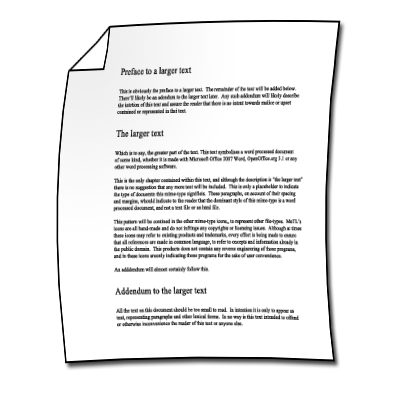 Preface to a larger text
This is obviously the preface to a larger text. The remainder of the text will be added below.
There'll likely be an addendum to the larger text later. Any such addendum will likely describe
the intention of this text and assure the reader that there is no intent towards malice or upset
contained or represented in that text.
The larger text
Which is to say, the greater part of the text. This text symbolises a word processed document
of some kind, whether it is made with Microsoft Office 2007 Word, OpenOffice.org 3.1 or any
other word processing software.
This is the only chapter contained within this text, and although the description is "the larger text"
there is no suggestion that any more text will be included. This is only a placeholder to indicate
the type of documents this mime-type signifies. These paragraphs, on account of their spacing
and margins, whould indicate to the reader that the dominant style of this mime-type is a word
processed document, and not a text file or an html file.
This pattern will be continued in the other mime-type icons, to represent other file-types. MeTL's
icons are all hand-made and do not infringe any copyrights or licensing issues. Although at times
these icons may refer to existing products and trademarks, every effort is being made to ensure
that all references are made in common language, to refer to concepts and information already in
the public domain. This products does not contain any reverse engineering of these programs,
and in these icons merely indicating those programs for the sake of user convenience.
An adddendum will almost certainly follow this.
Addendum to the larger text
All the text on this document should be too small to read. In intention it is only to appear as
text, representing paragraphs and other lexical forms. In no way is this text intended to offend
or otherwise inconvenience the reader of this text or anyone else.